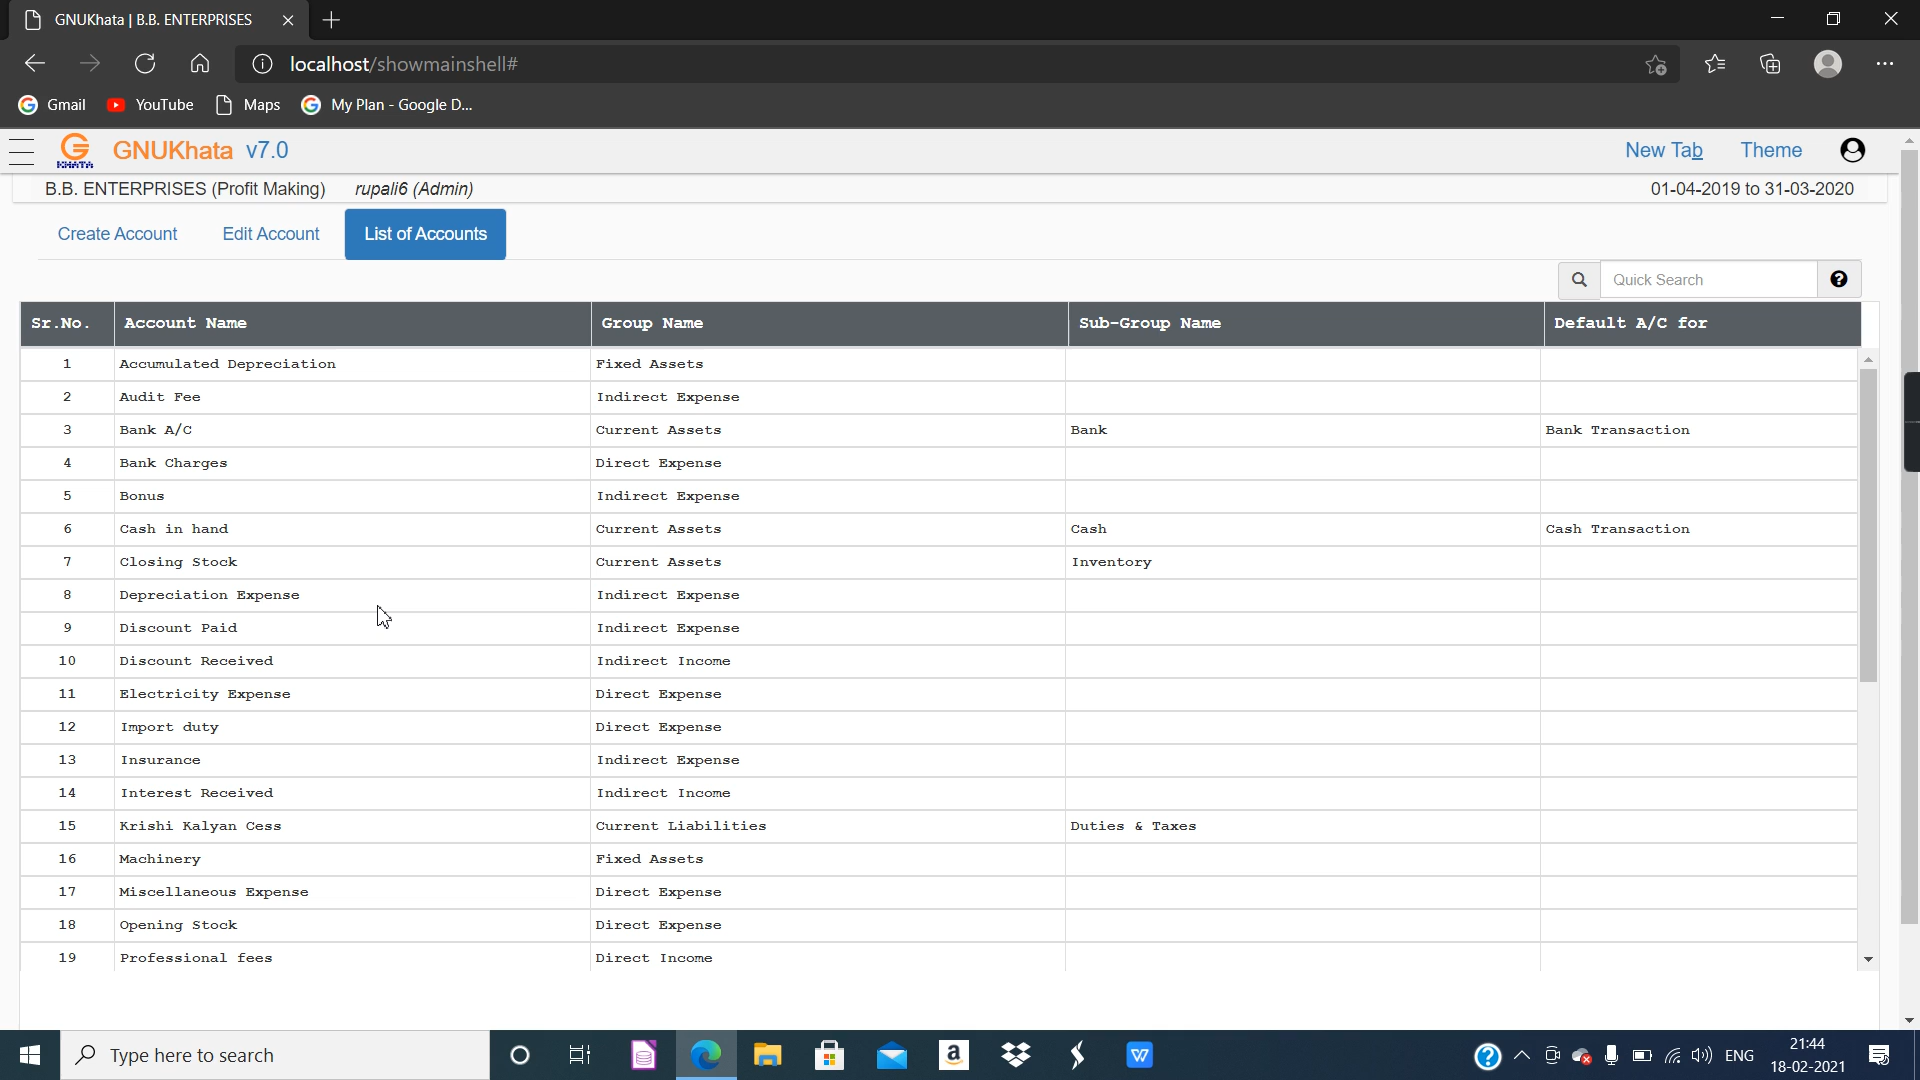 GNUKhata | B.B. ENTERPRISES
localhost/showmainshell#
Gmail YouTube Maps My Plan - Google D...
KHATA GNUKhata v7.0 New Tab Theme
B.B. ENTERPRISES (Profit Making) rupali6 (Admin) 01-04-2019 to 31-03-2020
Create Account Edit Account List of Accounts
Quick Search
Sr.No. Account Name Group Name Sub-Group Name Default A/C for
1 Accumulated Depreciation Fixed Assets
2 Audit Fee Indirect Expense
3 Bank A/C Current Assets Bank Bank Transaction
4 Bank Charges Direct Expense
5 Bonus Indirect Expense
6 Cash in hand Current Assets Cash Cash Transaction
7 Closing Stock Current Assets Inventory
8 Depreciation Expense Indirect Expense
9 Discount Paid Indirect Expense
10 Discount Received Indirect Income
11 Electricity Expense Direct Expense
12 Import duty Direct Expense
13 Insurance Indirect Expense
14 Interest Received Indirect Income
15 Krishi Kalyan Cess Current Liabilities Duties & Taxes
16 Machinery Fixed Assets
17 Miscellaneous Expense Direct Expense
18 Opening Stock Direct Expense
19 Professional fees Direct Income
Type here to search ENG 21:44
18-02-2021